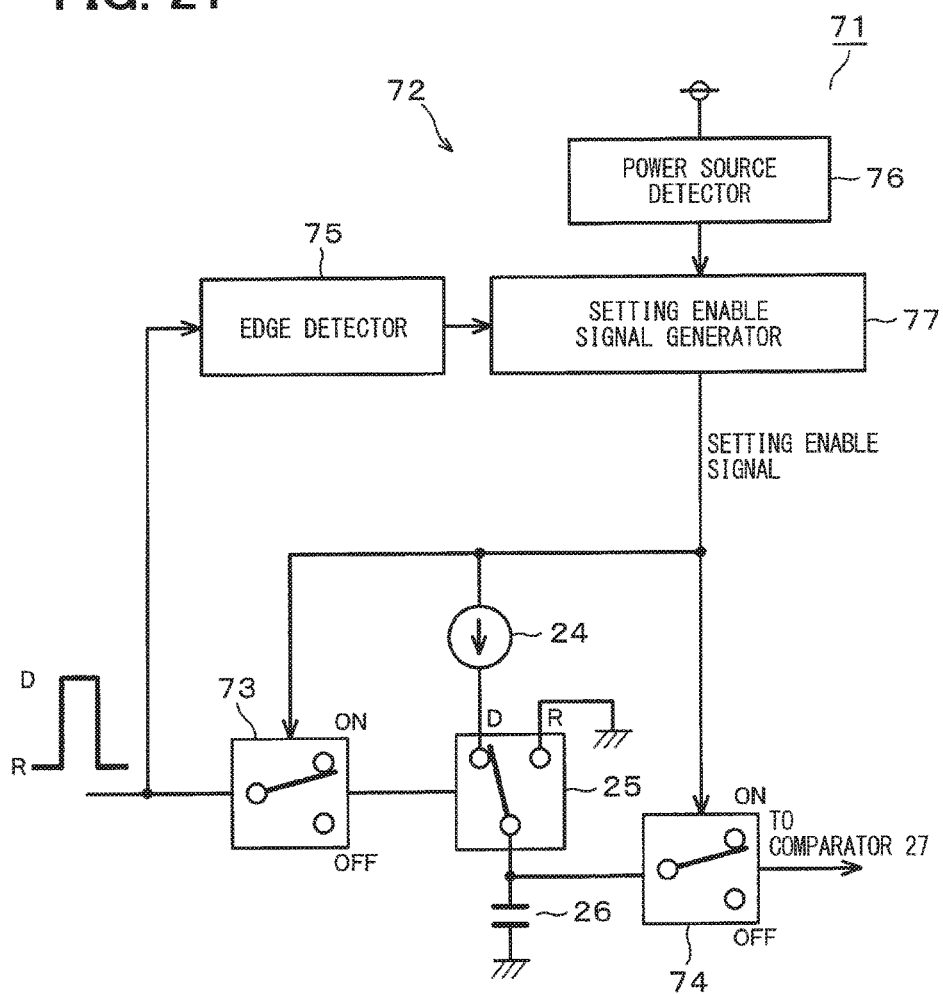 71
72
POWER SOURCE
DETECTOR
76
75
EDGE DETECTOR
SETTING ENABLE
SIGNAL GENERATOR
77
SETTING ENABLE
SIGNAL
24
D
R
73
ON
OFF
D
R
25
26
ON
OFF
TO
COMPARATOR 27
74